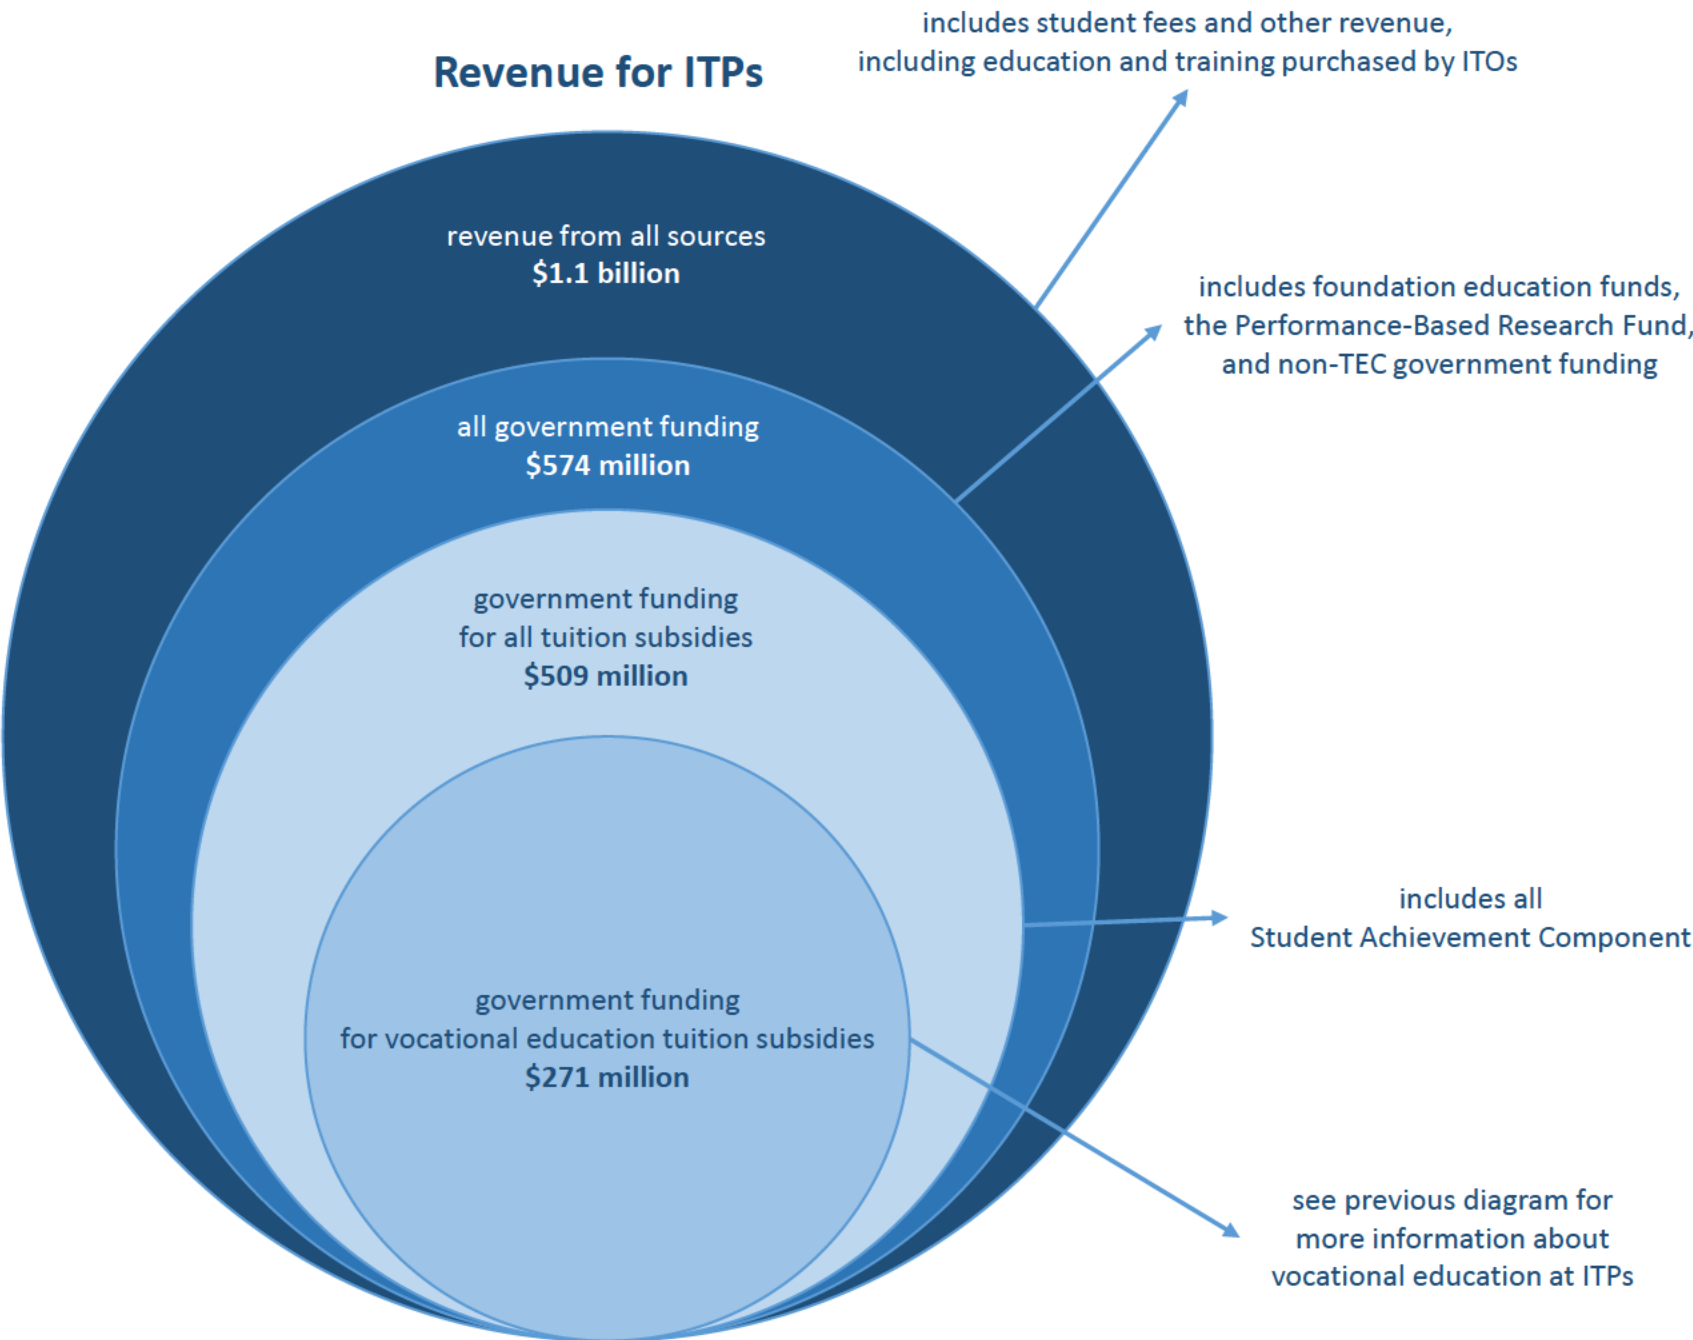 Revenue for ITPs
includes student fees and other revenue,
including education and training purchased by ITOs
revenue from all sources
$1.1 billion
includes foundation education funds,
the Performance-Based Research Fund,
and non-TEC government funding
all government funding
$574 million
government funding
for all tuition subsidies
$509 million
includes all
Student Achievement Component
government funding
for vocational education tuition subsidies
$271 million
see previous diagram for
more information about
vocational education at ITPs